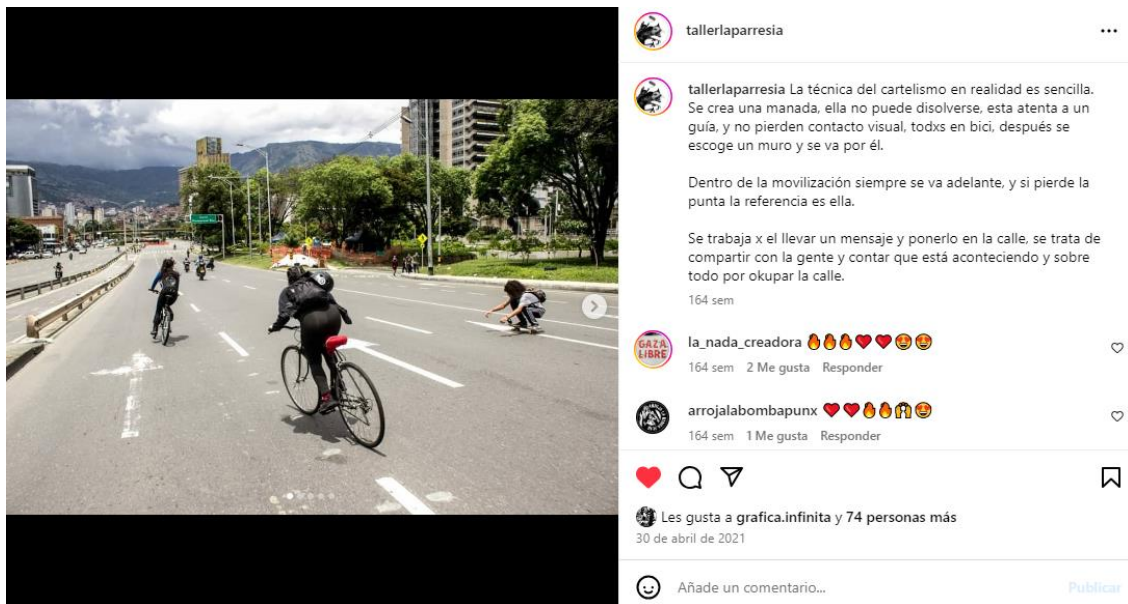 tallerlaparresia
tallerlaparresia La técnica del cartelismo en realidad es sencilla.
Se crea una manada, ella no puede disolverse, esta atenta a un
guía, y no pierden contacto visual, todxs en bici, después se
escoge un muro y se va por él.
Dentro de la movilización siempre se va adelante, y si pierde la
punta la referencia es ella.
Se trabaja x el llevar un mensaje y ponerlo en la calle, se trata de
compartir con la gente y contar que está aconteciendo y sobre
todo por okupar la calle.
164 sem
GAZA
LIBRE
la_nada_creadora 🔥🔥🔥❤️❤️🤩🤩
164 sem 2 Me gusta Responder
arrojalabombapunx ❤️❤️🔥🔥🙌🤩
164 sem 1 Me gusta Responder
Les gusta a grafica.infinita y 74 personas más
30 de abril de 2021
Añade un comentario...
Publicar